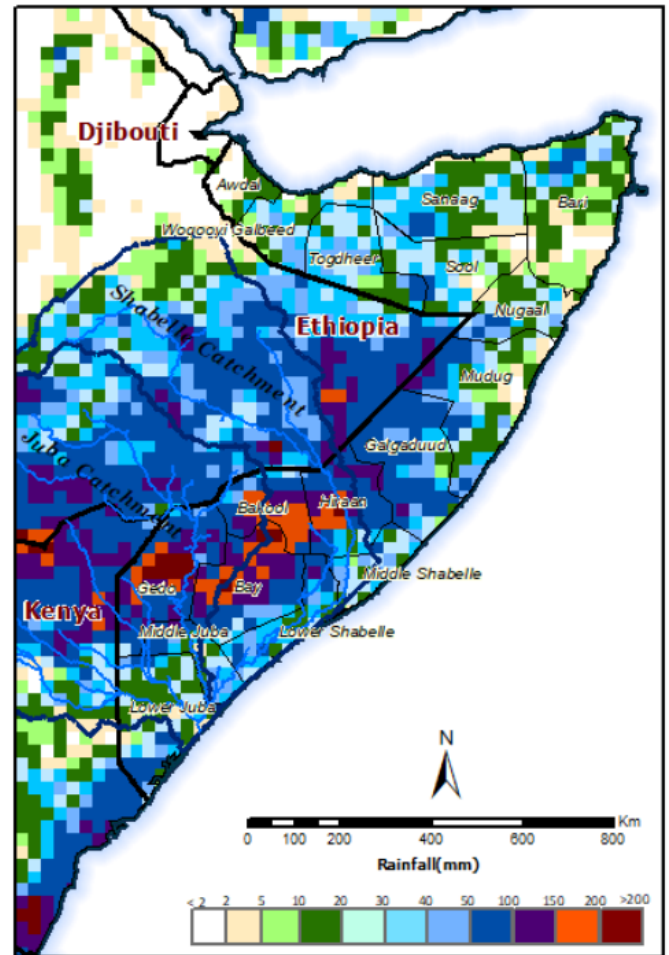 Djibouti
Awdal
Sanaag
Bari
Woqooyi Galbeed
Togdheer
Sool
Nugaal
Ethiopia
Shabelle Catchment
Mudug
Galgaduud
Juba Catchment
Bakool
Hiraan
Middle Shabelle
Gedo
Bay
Kenya
Middle Juba
Lower Shabelle
Lower Juba
N
Km
0 100 200 400 600 800
Rainfall(mm)
< 2 2 5 10 20 30 40 50 100 150 200 >200